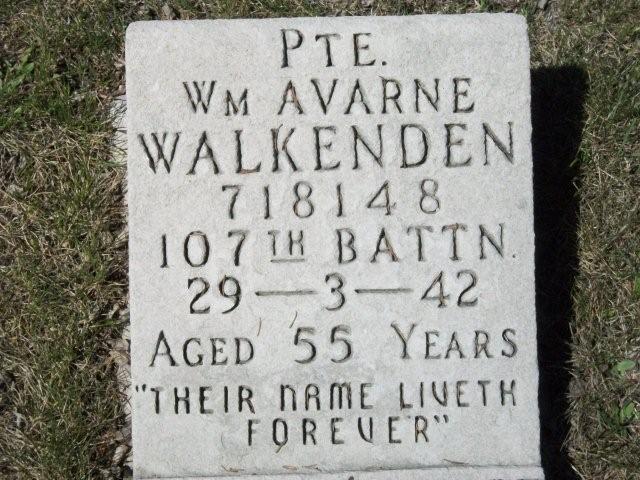 PTE.
WM AVARNE
WALKENDEN
718148
107TH BATTN.
29-3-42
AGED 55 YEARS
"THEIR NAME LIVETH
FOREVER"